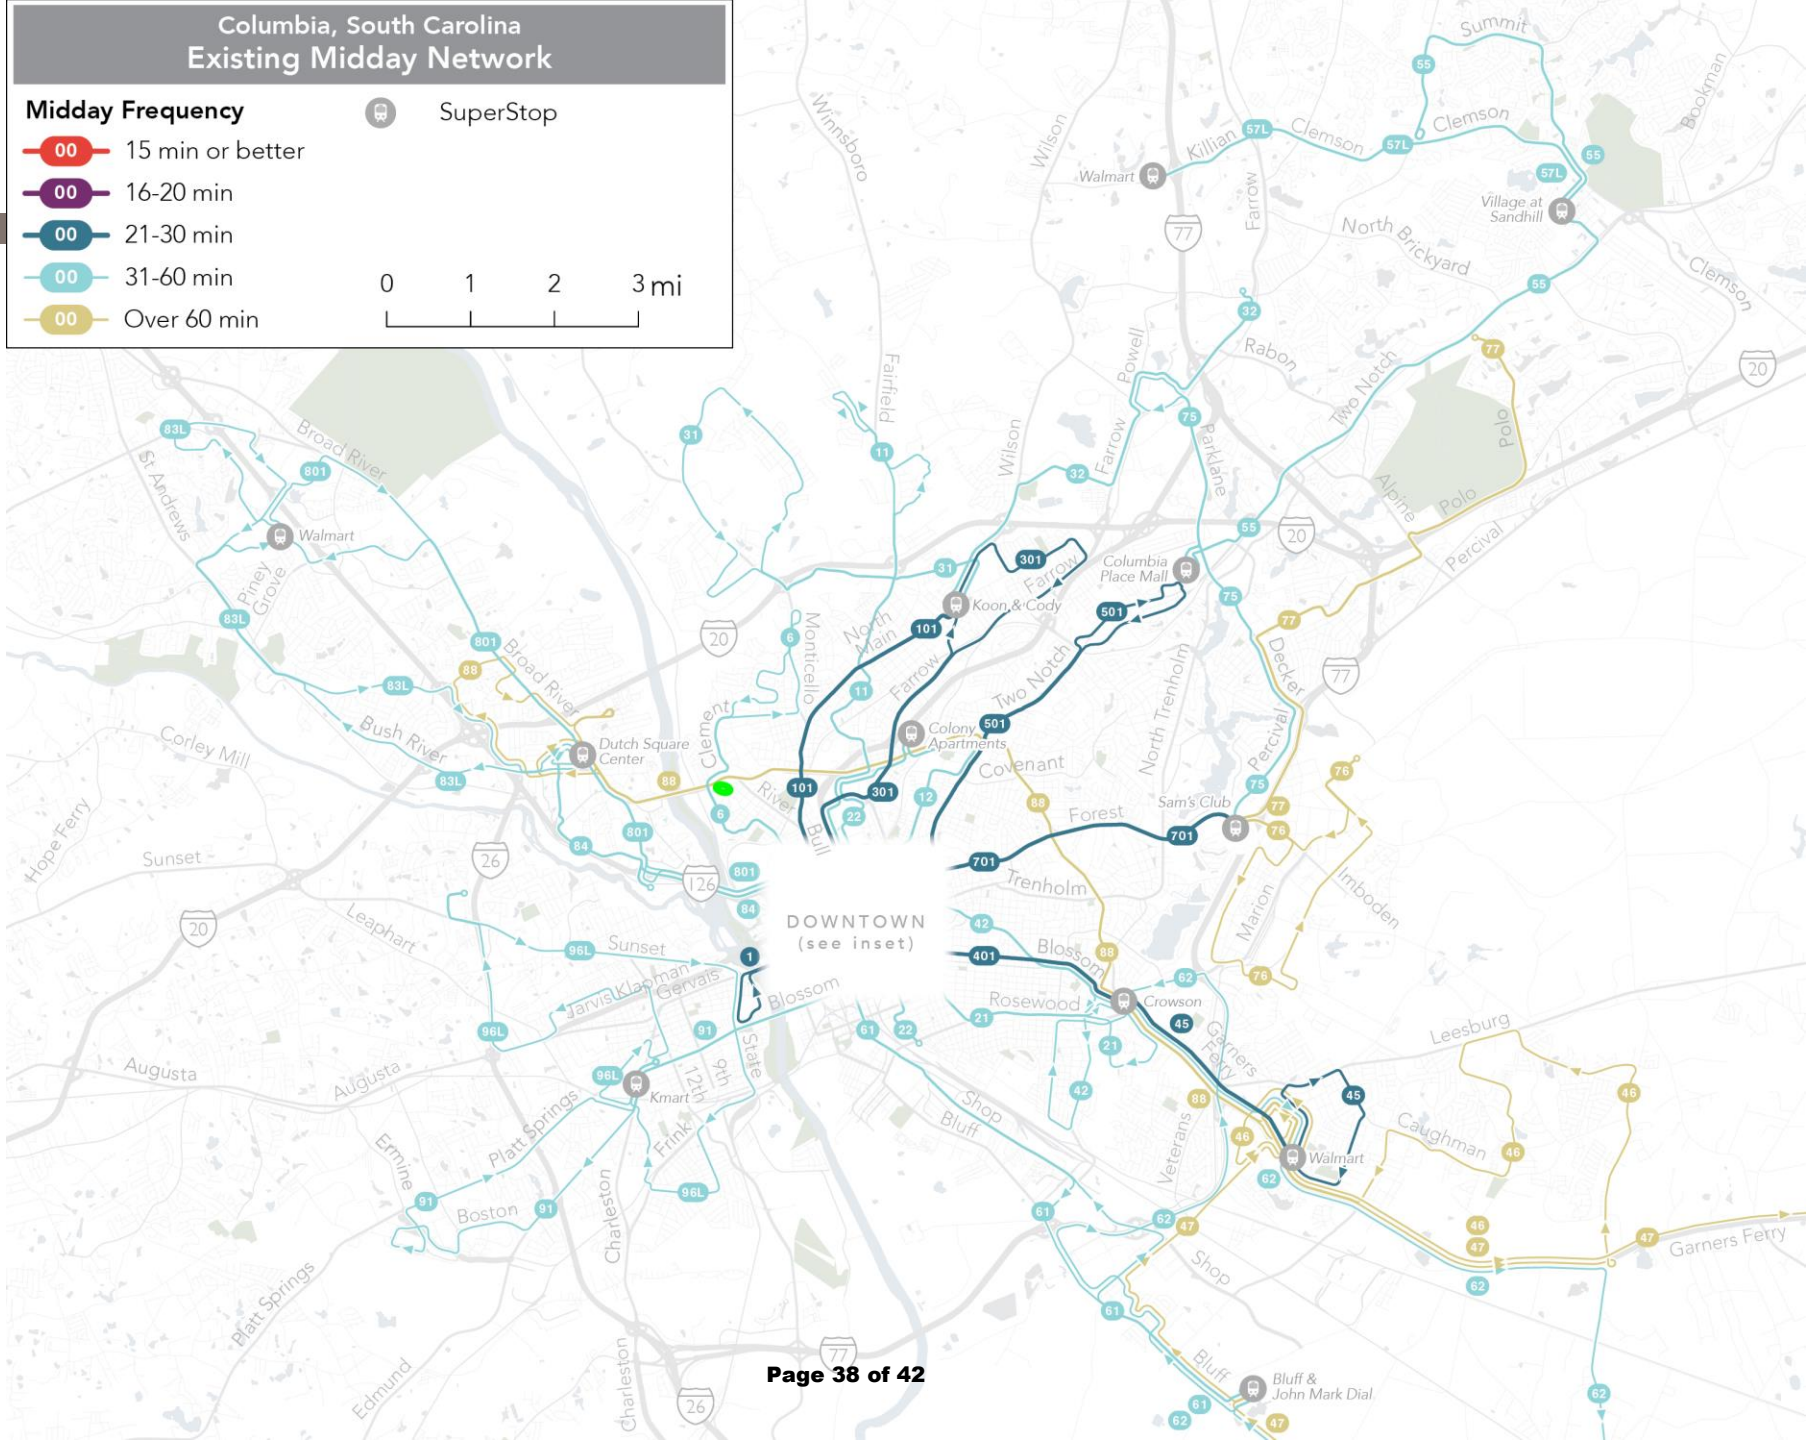 Columbia, South Carolina
Existing Midday Network
Midday Frequency
SuperStop
00 15 min or better
00 16-20 min
00 21-30 min
00 31-60 min
00 Over 60 min
0 1 2 3 mi
Summit
55
Bookman
Winnsboro
Wilson
Killian
57L
Clemson
57L
Clemson
55
57L
Walmart
Farrow
Village at
Sandhill
77
North Brickyard
Clemson
55
32
Powell
Rabon
Two Notch
77
20
Fairfield
Polo
83L
Broad River
31
75
801
St Andrews
11
Wilson
32
Farrow
Parklane
Alpine
Polo
Percival
Walmart
55
20
301
Columbia
Place Mall
31
Farrow
Piney
Grove
Koon & Cody
501
75
83L
101
77
North
Main
Monticello
6
20
801
Broad River
88
Farrow
Two Notch
North Trenholm
Decker
77
83L
11
Clement
Bush River
Corley Mill
Colony
Apartments
501
Dutch Square
Center
Percival
83L
88
Covenant
76
River
101
301
12
88
75
Hope Ferry
6
22
Bull
Forest
Sam's Club
77
76
801
701
84
Sunset
26
701
801
126
Trenholm
Imboden
84
Marion
20
Leaphart
DOWNTOWN
(see inset)
42
96L
Sunset
1
401
Blossom
88
76
62
Jarvis Klapman
Gervais
Blossom
Rosewood
Crowson
96L
91
61
22
21
45
Leesburg
21
Garners
Ferry
State
Augusta
Augusta
96L
9th
12th
Kmart
42
88
45
46
Shop
Bluff
Platt Springs
Frink
Veterans
46
Caughman
46
Walmart
Ermine
62
96L
91
Boston
91
61
62
47
46
47
47
Garners Ferry
Charleston
Shop
62
Platt Springs
61
77
Page 38 of 42
Bluff
Bluff &
John Mark Dial
Edmund
Charleston
26
61
62
47
62